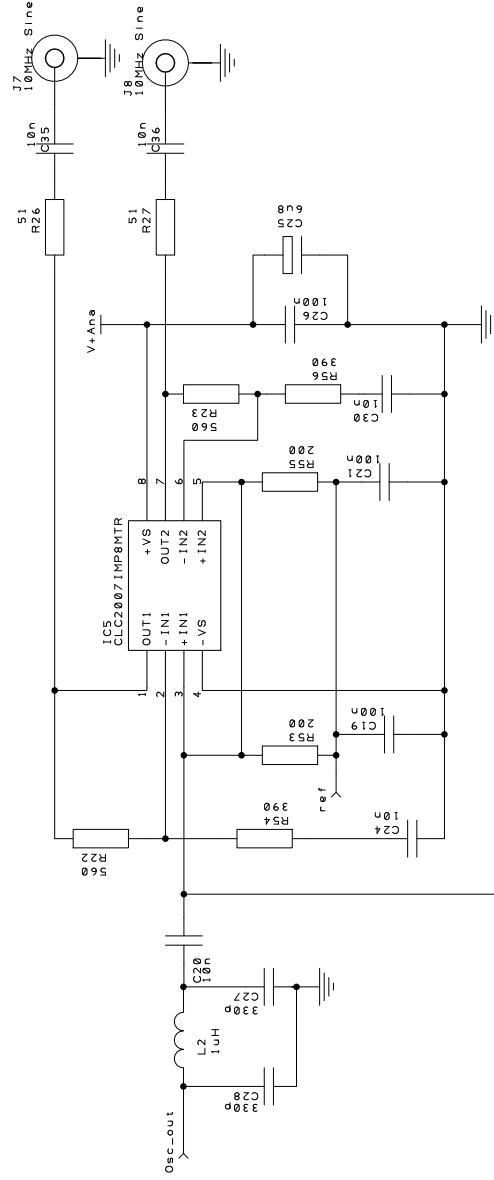 J7
10MHz Sine
J8
10MHz Sine
10n
C35
10n
C36
51
R26
51
R27
6u8
C25
100n
C26
V+Ana
390
R56
R23
560
10n
C30
200
R55
100n
C21
8
7
6
5
IC5
CLC2007IMP8MTR
+VS
OUT2
-IN2
+IN2
OUT1
-IN1
+IN1
-VS
1
2
3
4
200
R53
100n
C19
ref
390
R54
10n
C24
R22
560
C20
10n
C27
330p
L2
1uH
C28
330p
Osc_out